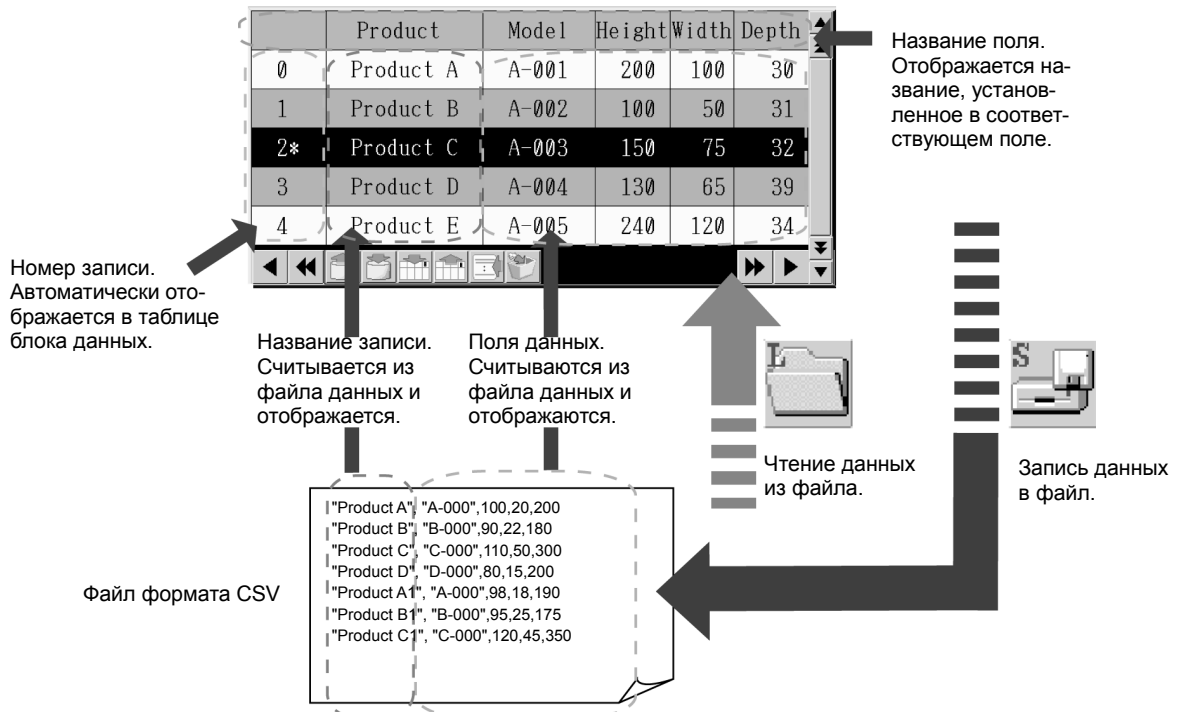 Product Model Height Width Depth
0 Product A A-001 200 100 30
1 Product B A-002 100 50 31
2* Product C A-003 150 75 32
3 Product D A-004 130 65 39
4 Product E A-005 240 120 34
Название поля.
Отображается на-
звание, установ-
ленное в соответ-
ствующем поле.
Номер записи.
Автоматически ото-
бражается в таблице
блока данных.
Название записи.
Считывается из
файла данных и
отображается.
Поля данных.
Считываются из
файла данных и
отображаются.
L
S
Чтение данных
из файла.
Запись данных
в файл.
Файл формата CSV
"Product A", "A-000",100,20,200
"Product B", "B-000",90,22,180
"Product C", "C-000",110,50,300
"Product D", "D-000",80,15,200
"Product A1", "A-000",98,18,190
"Product B1", "B-000",95,25,175
"Product C1", "C-000",120,45,350